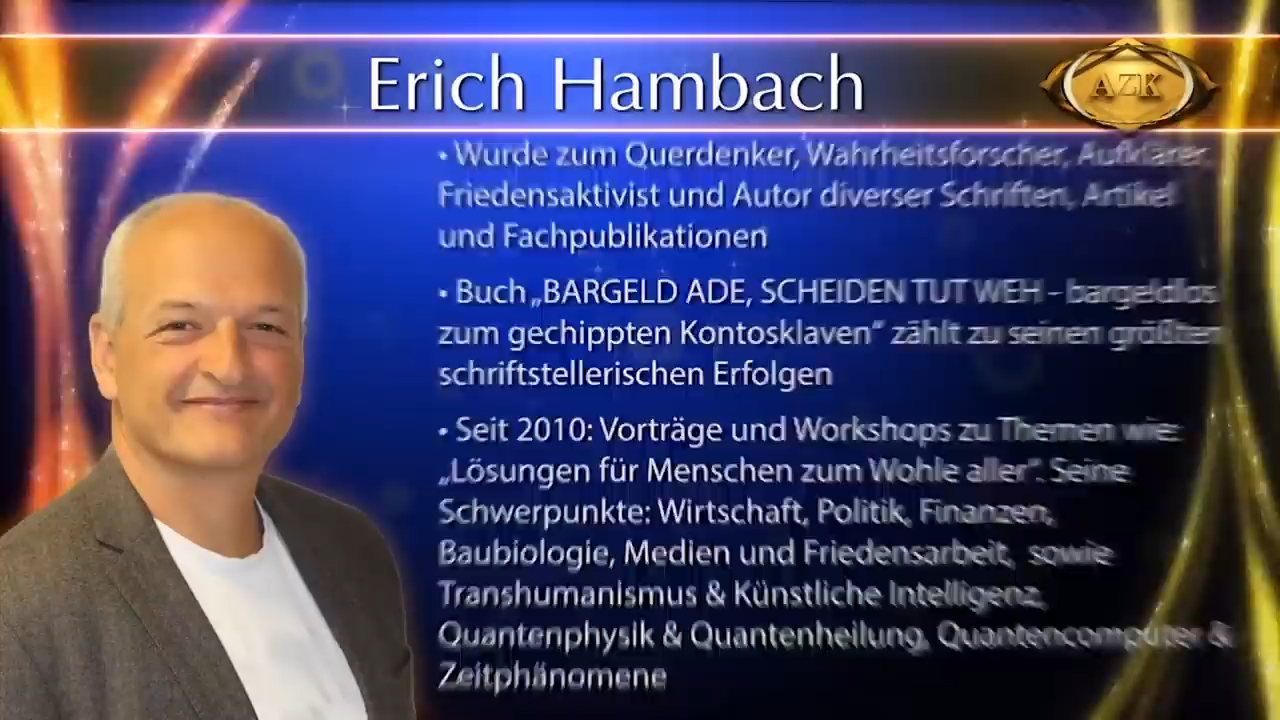 Erich Hambach
AZK
• Wurde zum Querdenker, Wahrheitsforscher, Aufklärer,
Friedensaktivist und Autor diverser Schriften, Artikel
und Fachpublikationen
• Buch „BARGELD ADE, SCHEIDEN TUT WEH - bargeldlos
zum gechippten Kontosklaven“ zählt zu seinen größten
schriftstellerischen Erfolgen
• Seit 2010: Vorträge und Workshops zu Themen wie:
„Lösungen für Menschen zum Wohle aller“. Seine
Schwerpunkte: Wirtschaft, Politik, Finanzen,
Baubiologie, Medien und Friedensarbeit, sowie
Transhumanismus & Künstliche Intelligenz,
Quantenphysik & Quantenheilung, Quantencomputer &
Zeitphänomene